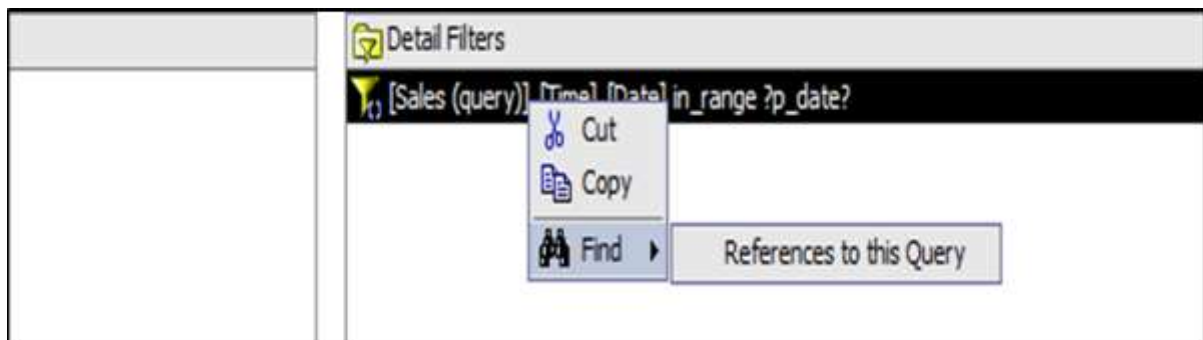 Detail Filters
[Sales (query)].[Time].[Date] in_range ?p_date?
Cut
Copy
Find
References to this Query